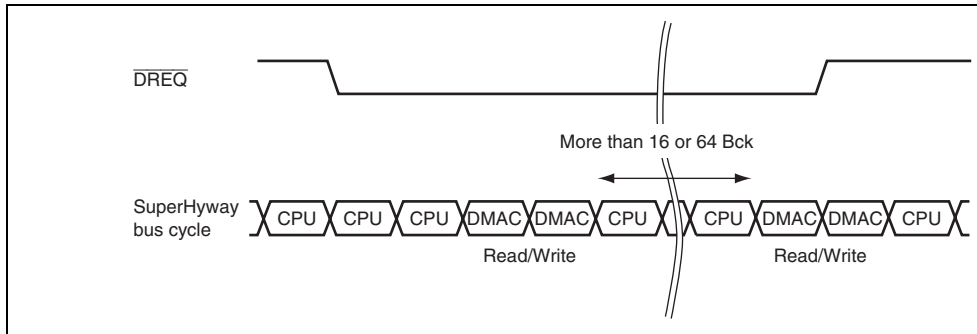 DREQ
More than 16 or 64 Bck
SuperHyway
bus cycle
CPU CPU CPU DMAC DMAC CPU CPU DMAC DMAC CPU
Read/Write Read/Write